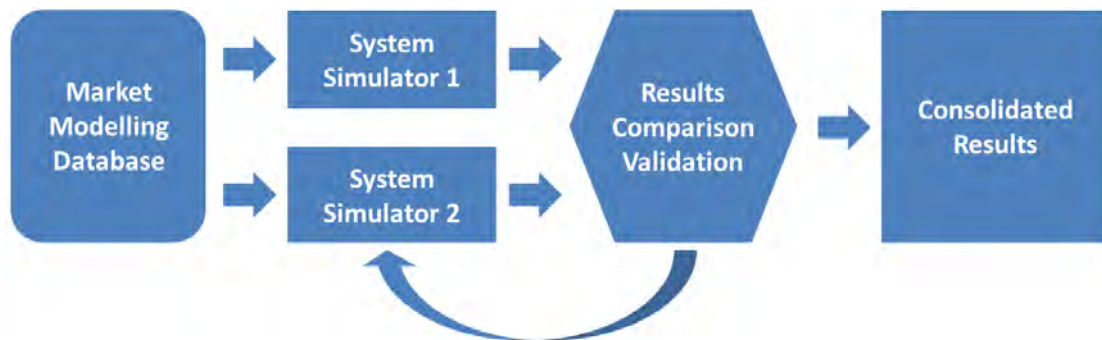 Market
Modelling
Database
System
Simulator 1
System
Simulator 2
Results
Comparison
Validation
Consolidated
Results